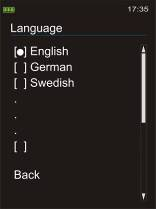 17:35
Language
[●] English
[ ] German
[ ] Swedish
.
.
.
[ ]
Back